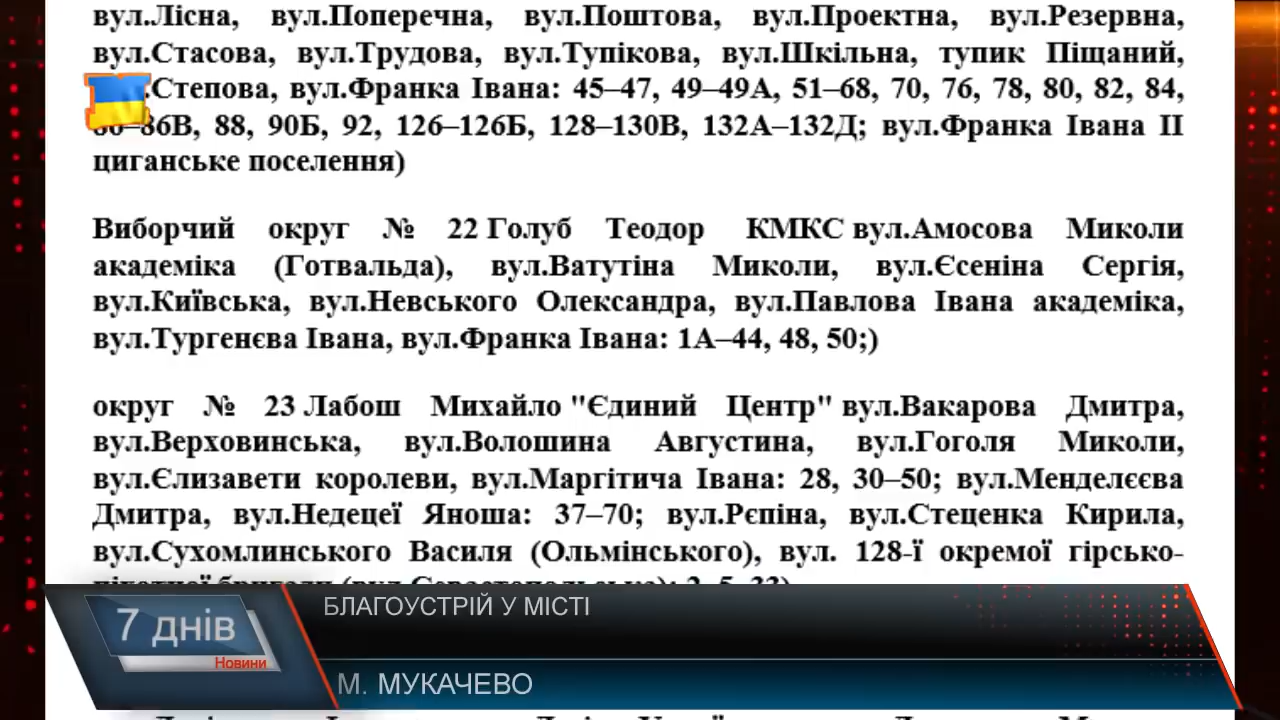 вул.Лісна, вул.Поперечна, вул.Поштова, вул.Проектна, вул.Резервна,
вул.Стасова, вул.Трудова, вул.Тупікова, вул.Шкільна, тупик Піщаний,
.Степова, вул.Франка Івана: 45–47, 49–49А, 51–68, 70, 76, 78, 80, 82, 84,
86–86В, 88, 90Б, 92, 126–126Б, 128–130В, 132А–132Д; вул.Франка Івана ІІ
циганське поселення)
Виборчий округ № 22 Голуб Теодор КМКС вул.Амосова Миколи
академіка (Готвальда), вул.Ватутіна Миколи, вул.Єсеніна Сергія,
вул.Київська, вул.Невського Олександра, вул.Павлова Івана академіка,
вул.Тургенєва Івана, вул.Франка Івана: 1А–44, 48, 50;)
округ № 23 Лабош Михайло "Єдиний Центр" вул.Вакарова Дмитра,
вул.Верховинська, вул.Волошина Августина, вул.Гоголя Миколи,
вул.Єлизавети королеви, вул.Маргітича Івана: 28, 30–50; вул.Менделєєва
Дмитра, вул.Недецеї Яноша: 37–70; вул.Рєпіна, вул.Стеценка Кирила,
вул.Сухомлинського Василя (Ольмінського), вул. 128-ї окремої гірсько-
БЛАГОУСТРІЙ У МІСТІ
7 днів
Новини
М. МУКАЧЕВО